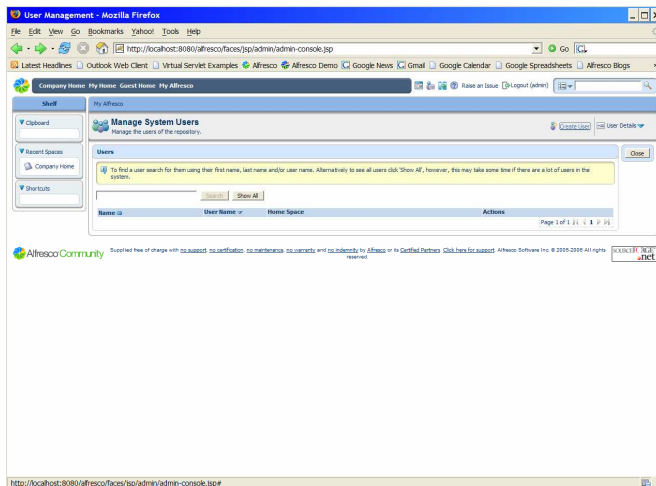 User Management - Mozilla Firefox
File Edit View Go Bookmarks Yahoo! Tools Help
http://localhost:8080/alfresco/faces/jsp/admin/admin-console.jsp
Go
Latest Headlines Outlook Web Client Virtual Servlet Examples Alfresco Alfresco Demo Google News Gmail Google Calendar Google Spreadsheets Alfresco Blogs
Company Home My Home Guest Home My Alfresco
Raise an Issue Logout (admin)
Shelf
My Alfresco
Clipboard
Manage System Users
Manage the users of the repository.
Create User
User Details
Recent Spaces
Company Home
Shortcuts
Users
Close
To find a user search for them using their first name, last name and/or user name. Alternatively to see all users click 'Show All', however, this may take some time if there are a lot of users in the
system.
Search Show All
Name User Name Home Space Actions
Page 1 of 1 1
Alfresco Community
Supplied free of charge with no support, no certification, no maintenance, no warranty and no indemnity by Alfresco or its Certified Partners. Click here for support. Alfresco Software Inc. © 2005-2006 All rights
reserved.
SOURCEFORGE
.net
http://localhost:8080/alfresco/faces/jsp/admin/admin-console.jsp#